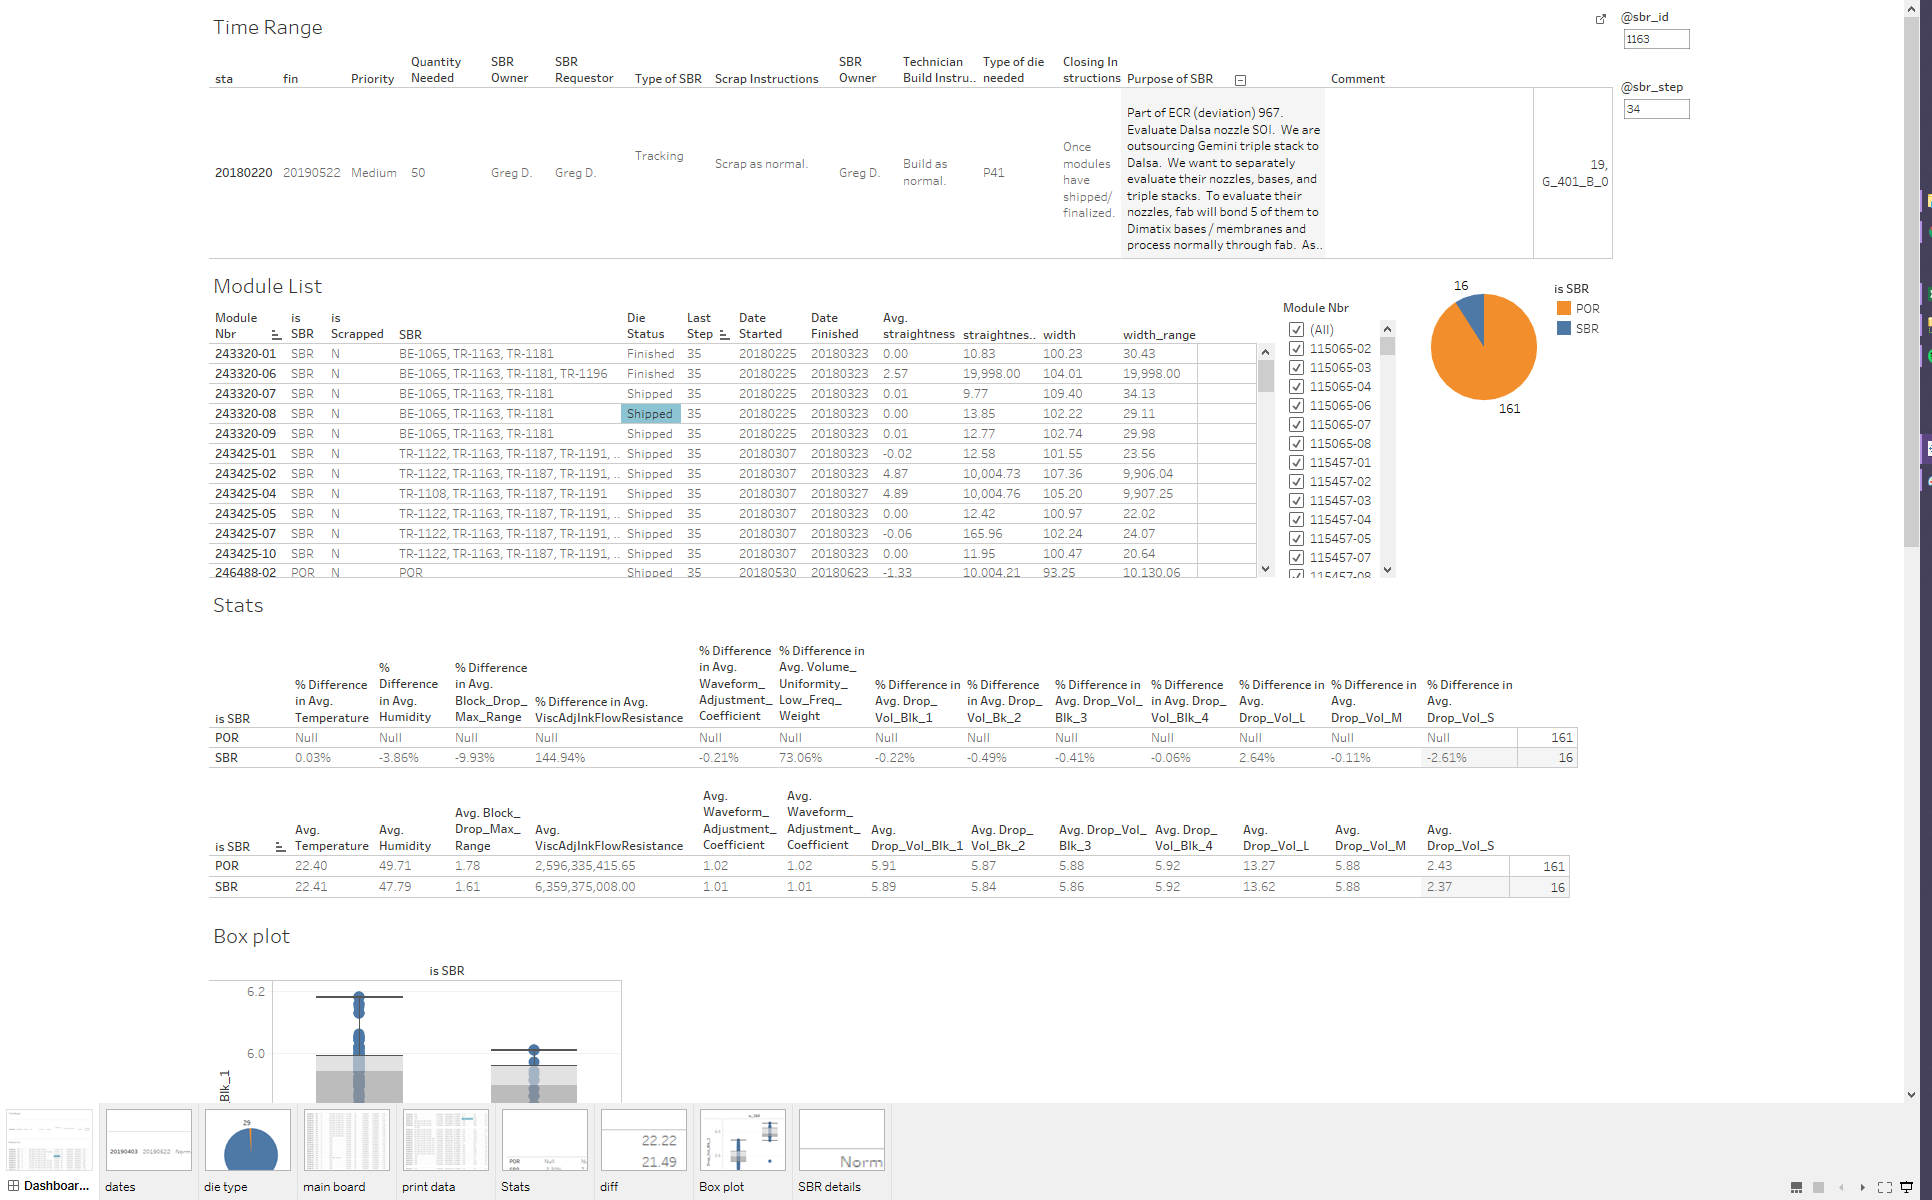 Time Range
@sbr_id
1163
@sbr_step
34
sta fin Priority Quantity Needed SBR Owner SBR Requestor Type of SBR Scrap Instructions SBR Owner Technician Build Instru.. Type of die needed Closing In structions Purpose of SBR Comment
20180220 20190522 Medium 50 Greg D. Greg D. Tracking Scrap as normal. Greg D. Build as normal. P41 Once modules have shipped/ finalized.
Part of ECR (deviation) 967.
Evaluate Dalsa nozzle SOI. We are
outsourcing Gemini triple stack to
Dalsa. We want to separately
evaluate their nozzles, bases, and
triple stacks. To evaluate their
nozzles, fab will bond 5 of them to
Dimatix bases / membranes and
process normally through fab. As..
19,
G_401_B_0
Module List
Module Nbr is SBR is Scrapped SBR Die Status Last Step Date Started Date Finished Avg. straightness straightnes.. width width_range
243320-01 SBR N BE-1065, TR-1163, TR-1181 Finished 35 20180225 20180323 0.00 10.83 100.23 30.43
243320-06 SBR N BE-1065, TR-1163, TR-1181, TR-1196 Finished 35 20180225 20180323 2.57 19,998.00 104.01 19,998.00
243320-07 SBR N BE-1065, TR-1163, TR-1181 Shipped 35 20180225 20180323 0.01 9.77 109.40 34.13
243320-08 SBR N BE-1065, TR-1163, TR-1181 Shipped 35 20180225 20180323 0.00 13.85 102.22 29.11
243320-09 SBR N BE-1065, TR-1163, TR-1181 Shipped 35 20180225 20180323 0.01 12.77 102.74 29.98
243425-01 SBR N TR-1122, TR-1163, TR-1187, TR-1191, .. Shipped 35 20180307 20180323 -0.02 12.58 101.55 23.56
243425-02 SBR N TR-1122, TR-1163, TR-1187, TR-1191, .. Shipped 35 20180307 20180323 4.87 10,004.73 107.36 9,906.04
243425-04 SBR N TR-1108, TR-1163, TR-1187, TR-1191 Shipped 35 20180307 20180327 4.89 10,004.76 105.20 9,907.25
243425-05 SBR N TR-1122, TR-1163, TR-1187, TR-1191, .. Shipped 35 20180307 20180323 0.00 12.42 100.97 22.02
243425-07 SBR N TR-1122, TR-1163, TR-1187, TR-1191, .. Shipped 35 20180307 20180323 -0.06 165.96 102.24 24.07
243425-10 SBR N TR-1122, TR-1163, TR-1187, TR-1191, .. Shipped 35 20180307 20180323 0.00 11.95 100.47 20.64
246488-02 POR N POR Shipped 35 20180530 20180623 -1.33 10,004.21 93.25 10,130.06
Module Nbr
(All)
115065-02
115065-03
115065-04
115065-06
115065-07
115065-08
115457-01
115457-02
115457-03
115457-04
115457-05
115457-07
115457-08
16
161
is SBR
POR
SBR
Stats
is SBR % Difference in Avg. Temperature % Difference in Avg. Humidity % Difference in Avg. Block_Drop_ Max_Range % Difference in Avg. ViscAdjInkFlowResistance % Difference in Avg. Waveform_ Adjustment_ Coefficient % Difference in Avg. Volume_ Uniformity_ Low_Freq_ Weight % Difference in Avg. Drop_ Vol_Blk_1 % Difference in Avg. Drop_ Vol_Bk_2 % Difference in Avg. Drop_Vol_ Blk_3 % Difference in Avg. Drop_ Vol_Blk_4 % Difference in Avg. Drop_Vol_L % Difference in Avg. Drop_Vol_M % Difference in Avg. Drop_Vol_S
POR Null Null Null Null Null Null Null Null Null Null Null Null Null 161
SBR 0.03% -3.86% -9.93% 144.94% -0.21% 73.06% -0.22% -0.49% -0.41% -0.06% 2.64% -0.11% -2.61% 16
is SBR Avg. Temperature Avg. Humidity Avg. Block_ Drop_Max_ Range Avg. ViscAdjInkFlowResistance Avg. Waveform_ Adjustment_ Coefficient Avg. Waveform_ Adjustment_ Coefficient Avg. Drop_Vol_Blk_1 Avg. Drop_ Vol_Bk_2 Avg. Drop_Vol_ Blk_3 Avg. Drop_ Vol_Blk_4 Avg. Drop_Vol_L Avg. Drop_Vol_M Avg. Drop_Vol_S
POR 22.40 49.71 1.78 2,596,335,415.65 1.02 1.02 5.91 5.87 5.88 5.92 13.27 5.88 2.43 161
SBR 22.41 47.79 1.61 6,359,375,008.00 1.01 1.01 5.89 5.84 5.86 5.92 13.62 5.88 2.37 16
Box plot
is SBR
6.2
6.0
_Blk_1
20190403 20190522 Norm
29
POR Null
22.22
21.49
Norm
Dashboar... dates die type main board print data Stats diff Box plot SBR details